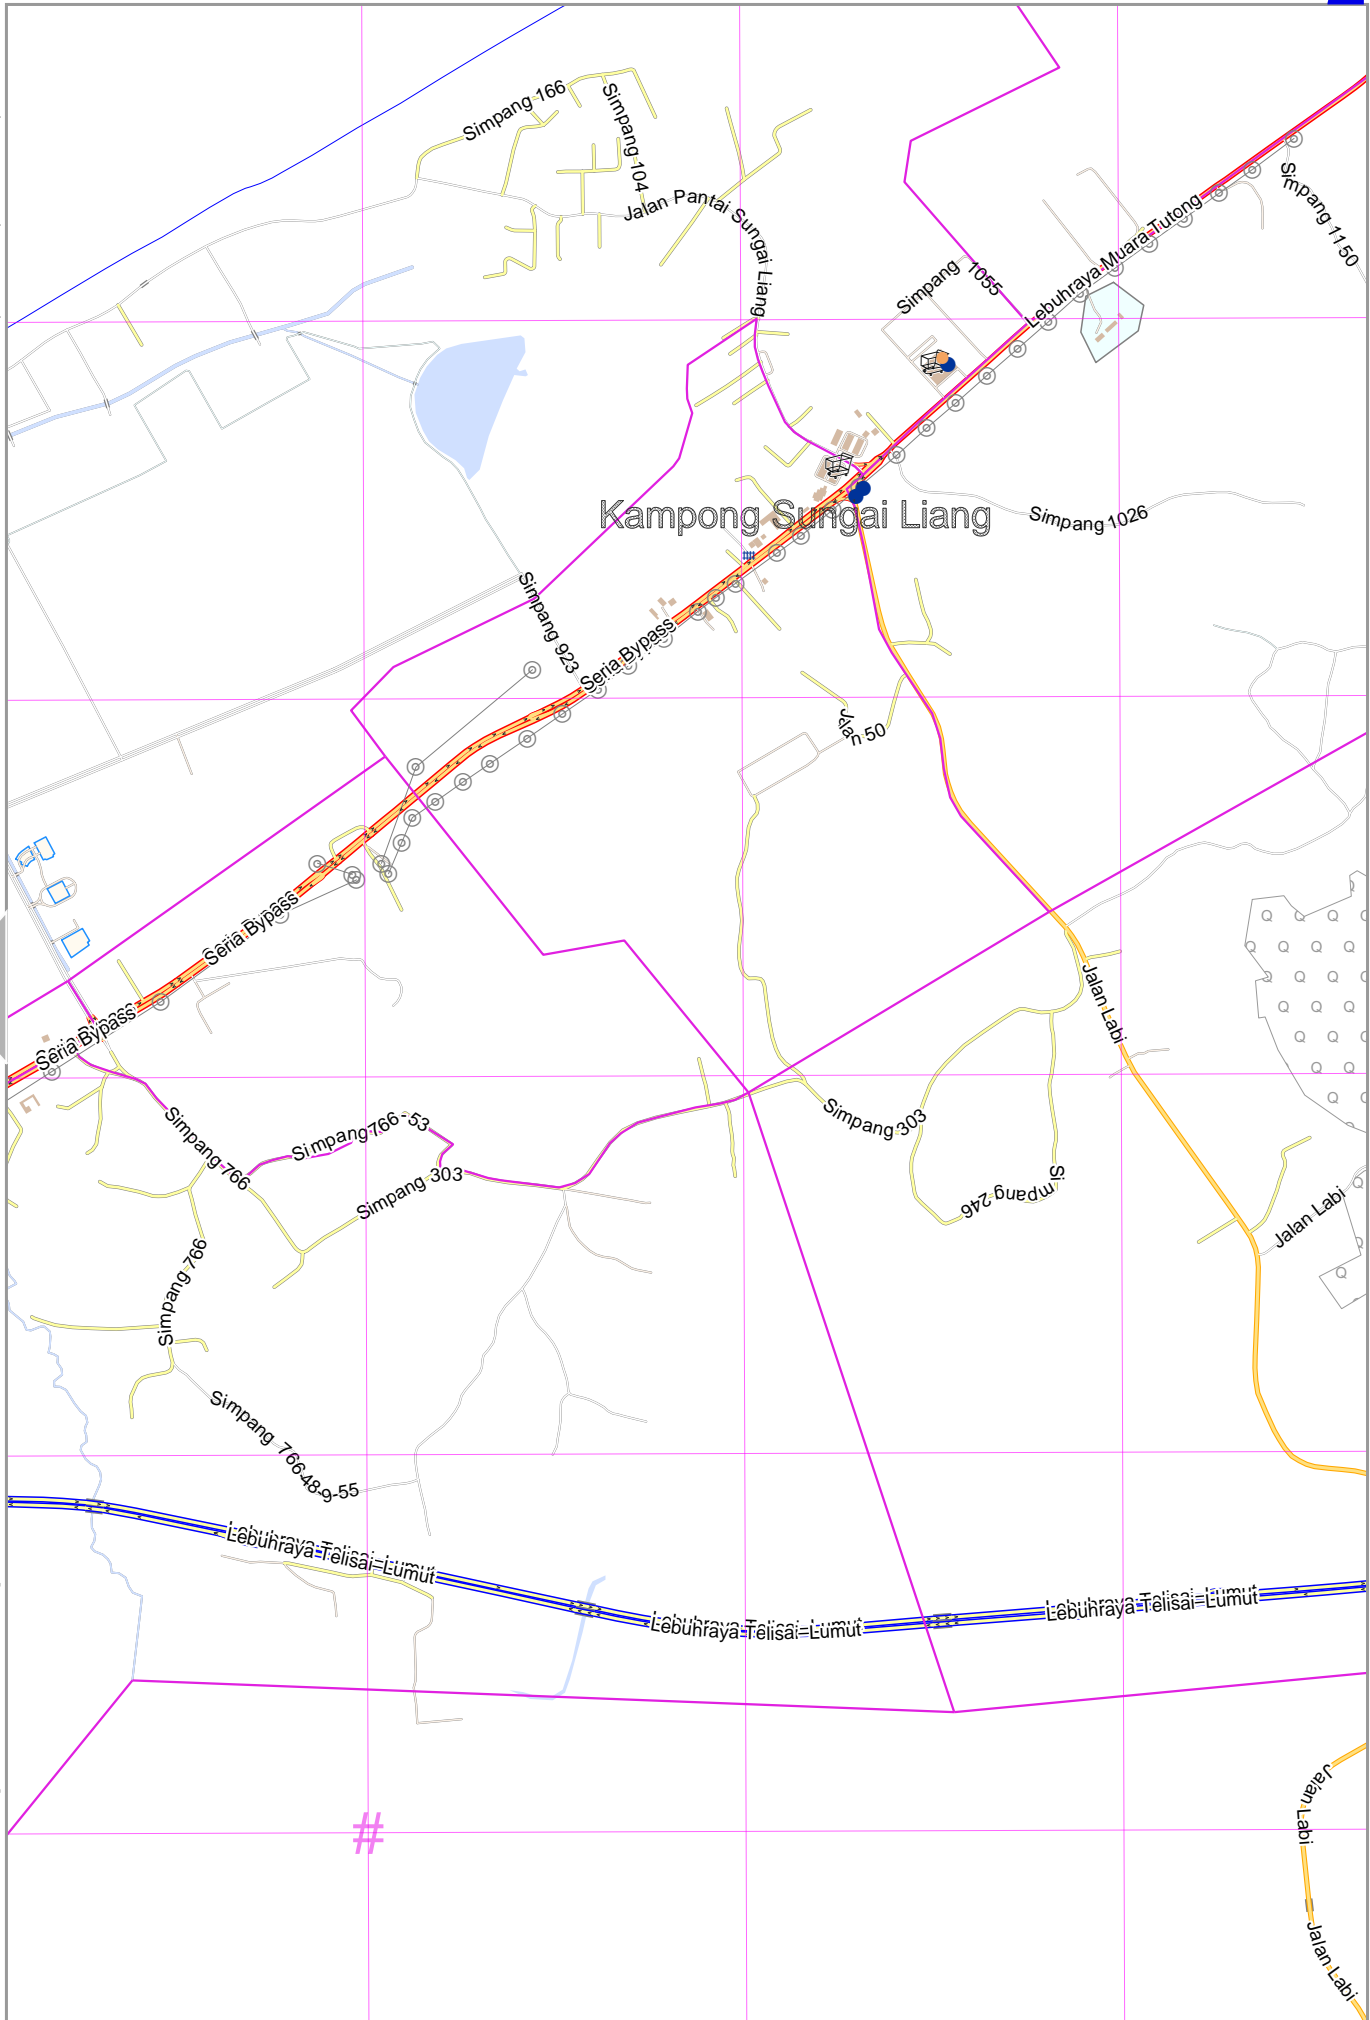 Simpang 166
Simpang 104
Jalan Pantai Sungai Liang
Simpang 1150
Lebuhraya Muara Tutong
Simpang 1055
Kampong Sungai Liang
Simpang 1026
Simpang 923
Seria Bypass
Jalan 50
Seria Bypass
Seria Bypass
Jalan Labi
Simpang 766
Simpang 766-53
Simpang 303
Simpang 303
Simpang 246
Jalan Labi
Simpang 766
Simpang 766-48-9-55
Lebuhraya Telisai-Lumut
Lebuhraya Telisai-Lumut
Lebuhraya Telisai-Lumut
Jalan Labi
#
Jalan Labi